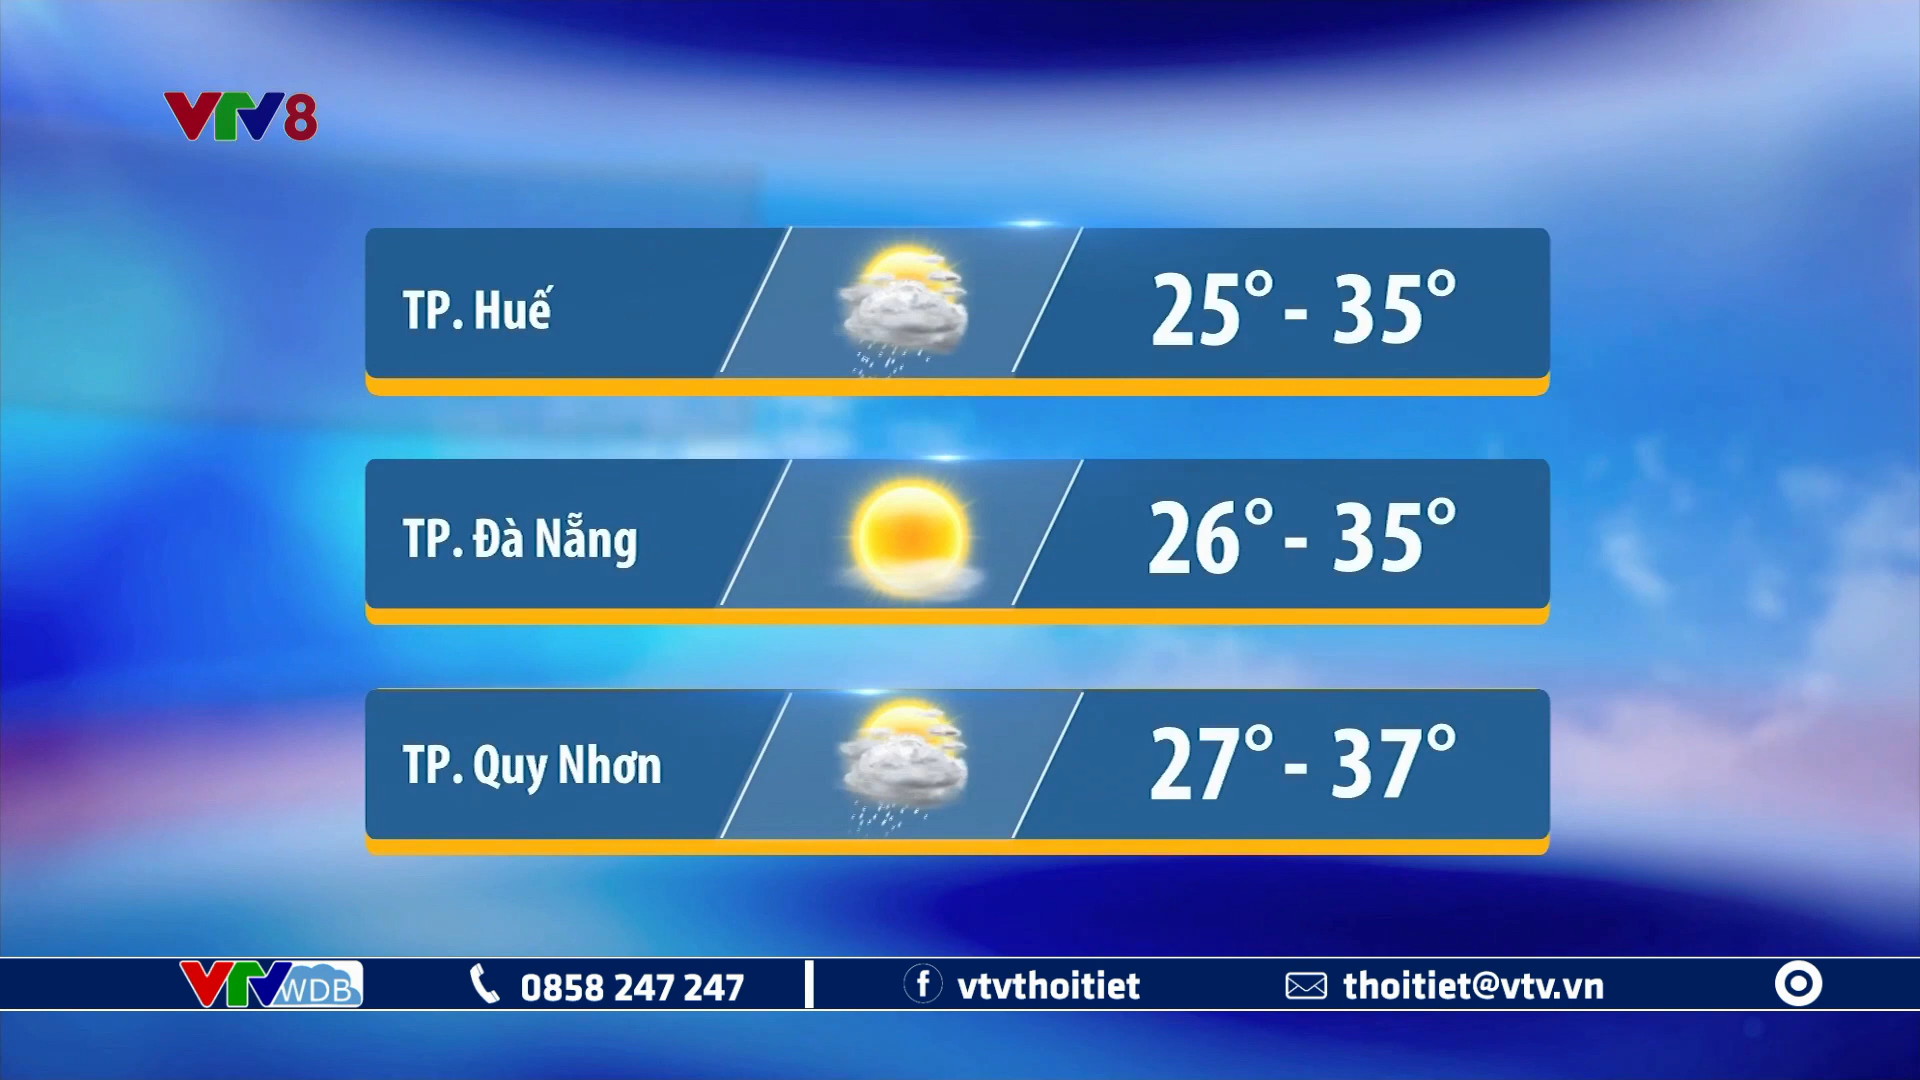 VTV8
TP. Huế
25° - 35°
TP. Đà Nẵng
26° - 35°
TP. Quy Nhơn
27° - 37°
VTV WDB
0858 247 247
vtvthoitiet
thoitiet@vtv.vn